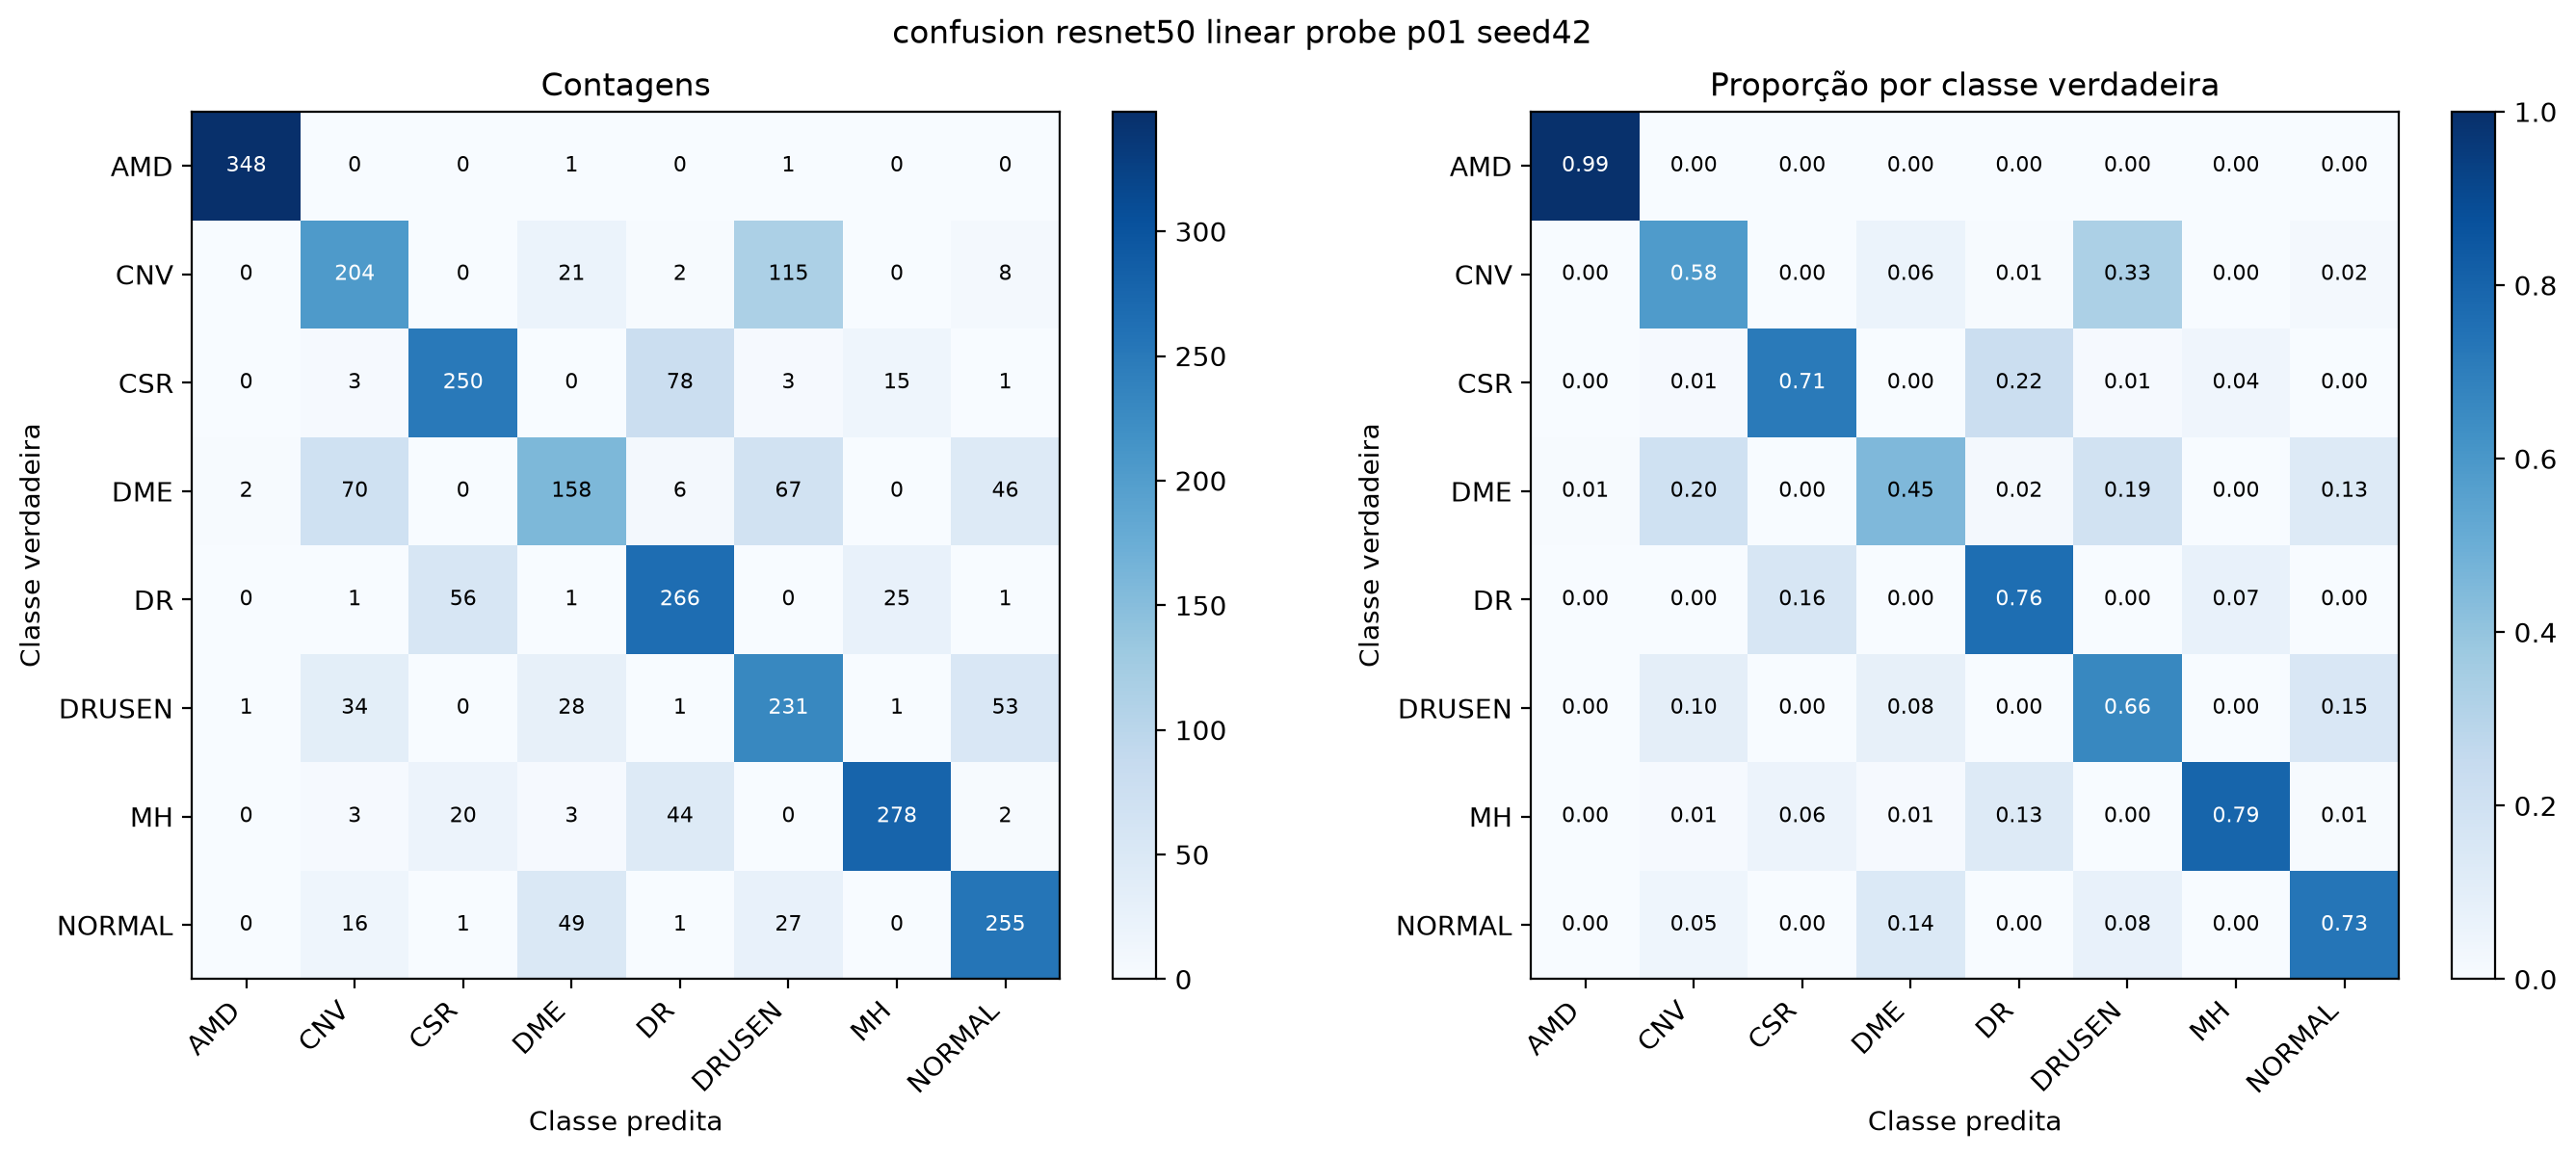 confusion resnet50 linear probe p01 seed42
Contagens
Classe verdadeira
AMD 348 0 0 1 0 1 0 0
CNV 0 204 0 21 2 115 0 8
CSR 0 3 250 0 78 3 15 1
DME 2 70 0 158 6 67 0 46
DR 0 1 56 1 266 0 25 1
DRUSEN 1 34 0 28 1 231 1 53
MH 0 3 20 3 44 0 278 2
NORMAL 0 16 1 49 1 27 0 255
AMD CNV CSR DME DR DRUSEN MH NORMAL
Classe predita
300
250
200
150
100
50
0
Proporção por classe verdadeira
Classe verdadeira
AMD 0.99 0.00 0.00 0.00 0.00 0.00 0.00 0.00
CNV 0.00 0.58 0.00 0.06 0.01 0.33 0.00 0.02
CSR 0.00 0.01 0.71 0.00 0.22 0.01 0.04 0.00
DME 0.01 0.20 0.00 0.45 0.02 0.19 0.00 0.13
DR 0.00 0.00 0.16 0.00 0.76 0.00 0.07 0.00
DRUSEN 0.00 0.10 0.00 0.08 0.00 0.66 0.00 0.15
MH 0.00 0.01 0.06 0.01 0.13 0.00 0.79 0.01
NORMAL 0.00 0.05 0.00 0.14 0.00 0.08 0.00 0.73
AMD CNV CSR DME DR DRUSEN MH NORMAL
Classe predita
1.0
0.8
0.6
0.4
0.2
0.0